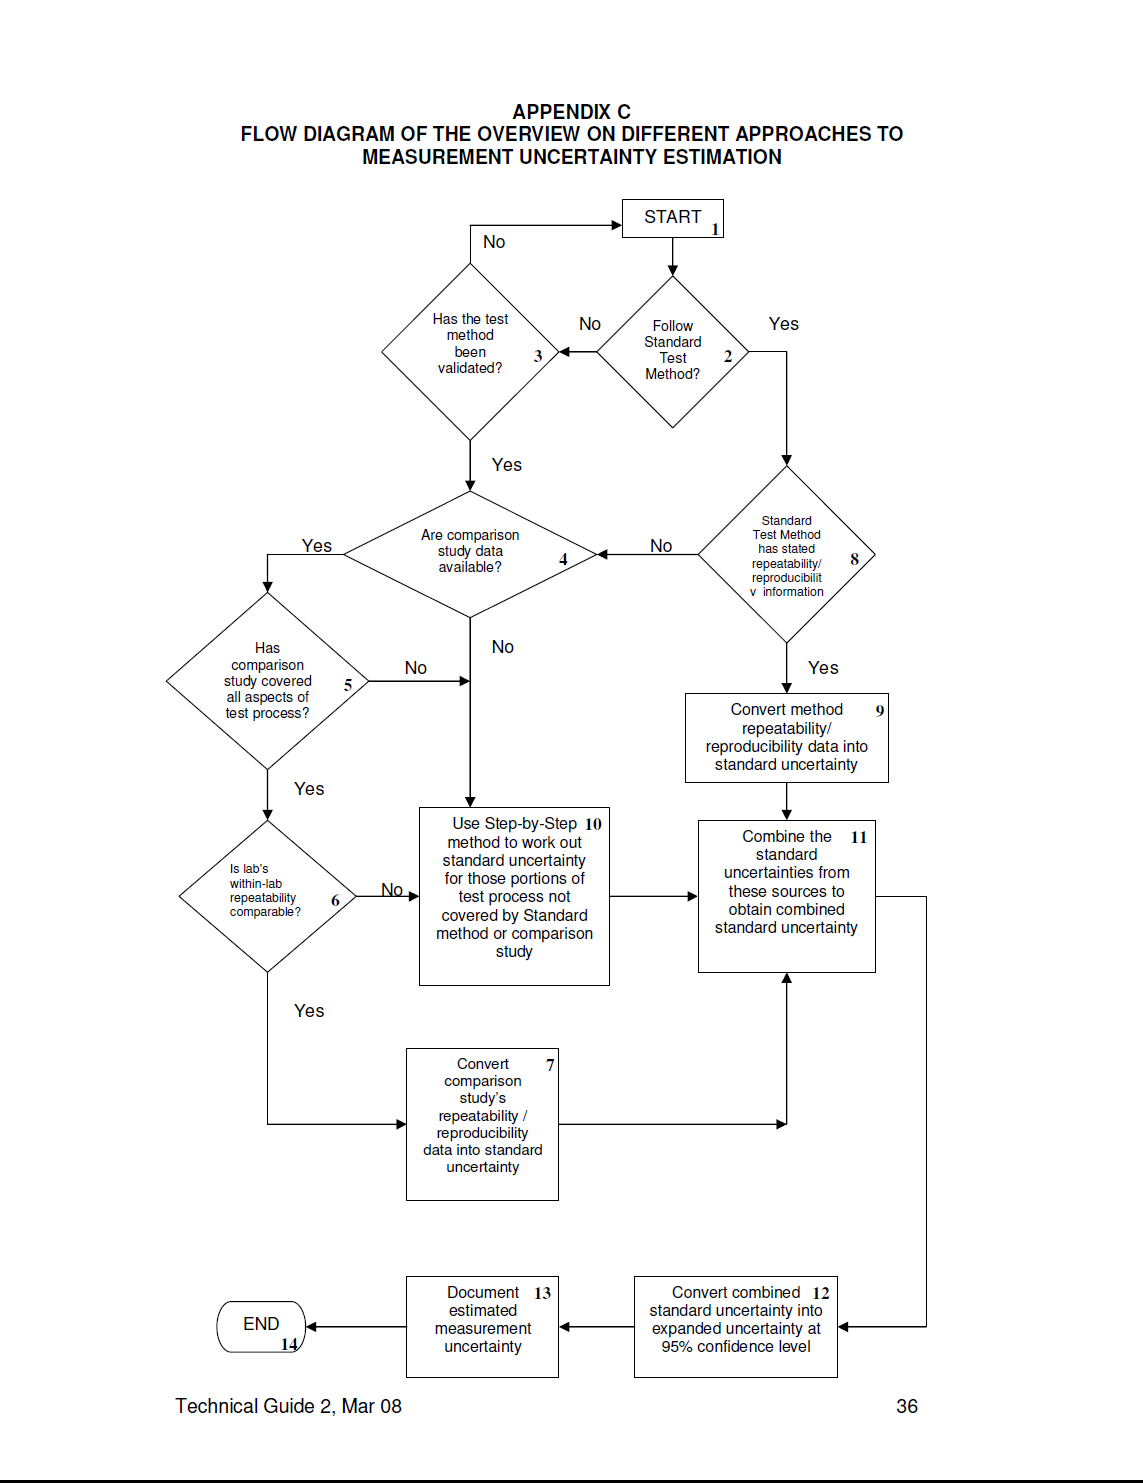 APPENDIX C
FLOW DIAGRAM OF THE OVERVIEW ON DIFFERENT APPROACHES TO
MEASUREMENT UNCERTAINTY ESTIMATION
START
1
No
Has the test
method
been
validated?
3
No
Follow
Standard
Test
Method?
2
Yes
Yes
Yes
Are comparison
study data
available?
4
No
Standard
Test Method
has stated
repeatability/
reproducibilit
v information
8
No
Has
comparison
study covered
all aspects of
test process?
5
No
Yes
Convert method
repeatability/
reproducibility data into
standard uncertainty
9
Yes
Is lab's
within-lab
repeatability
comparable?
6
No
Use Step-by-Step
method to work out
standard uncertainty
for those portions of
test process not
covered by Standard
method or comparison
study
10
Combine the
standard
uncertainties from
these sources to
obtain combined
standard uncertainty
11
Yes
Convert
comparison
study's
repeatability /
reproducibility
data into standard
uncertainty
7
END
14
Document
estimated
measurement
uncertainty
13
Convert combined
standard uncertainty into
expanded uncertainty at
95% confidence level
12
Technical Guide 2, Mar 08
36